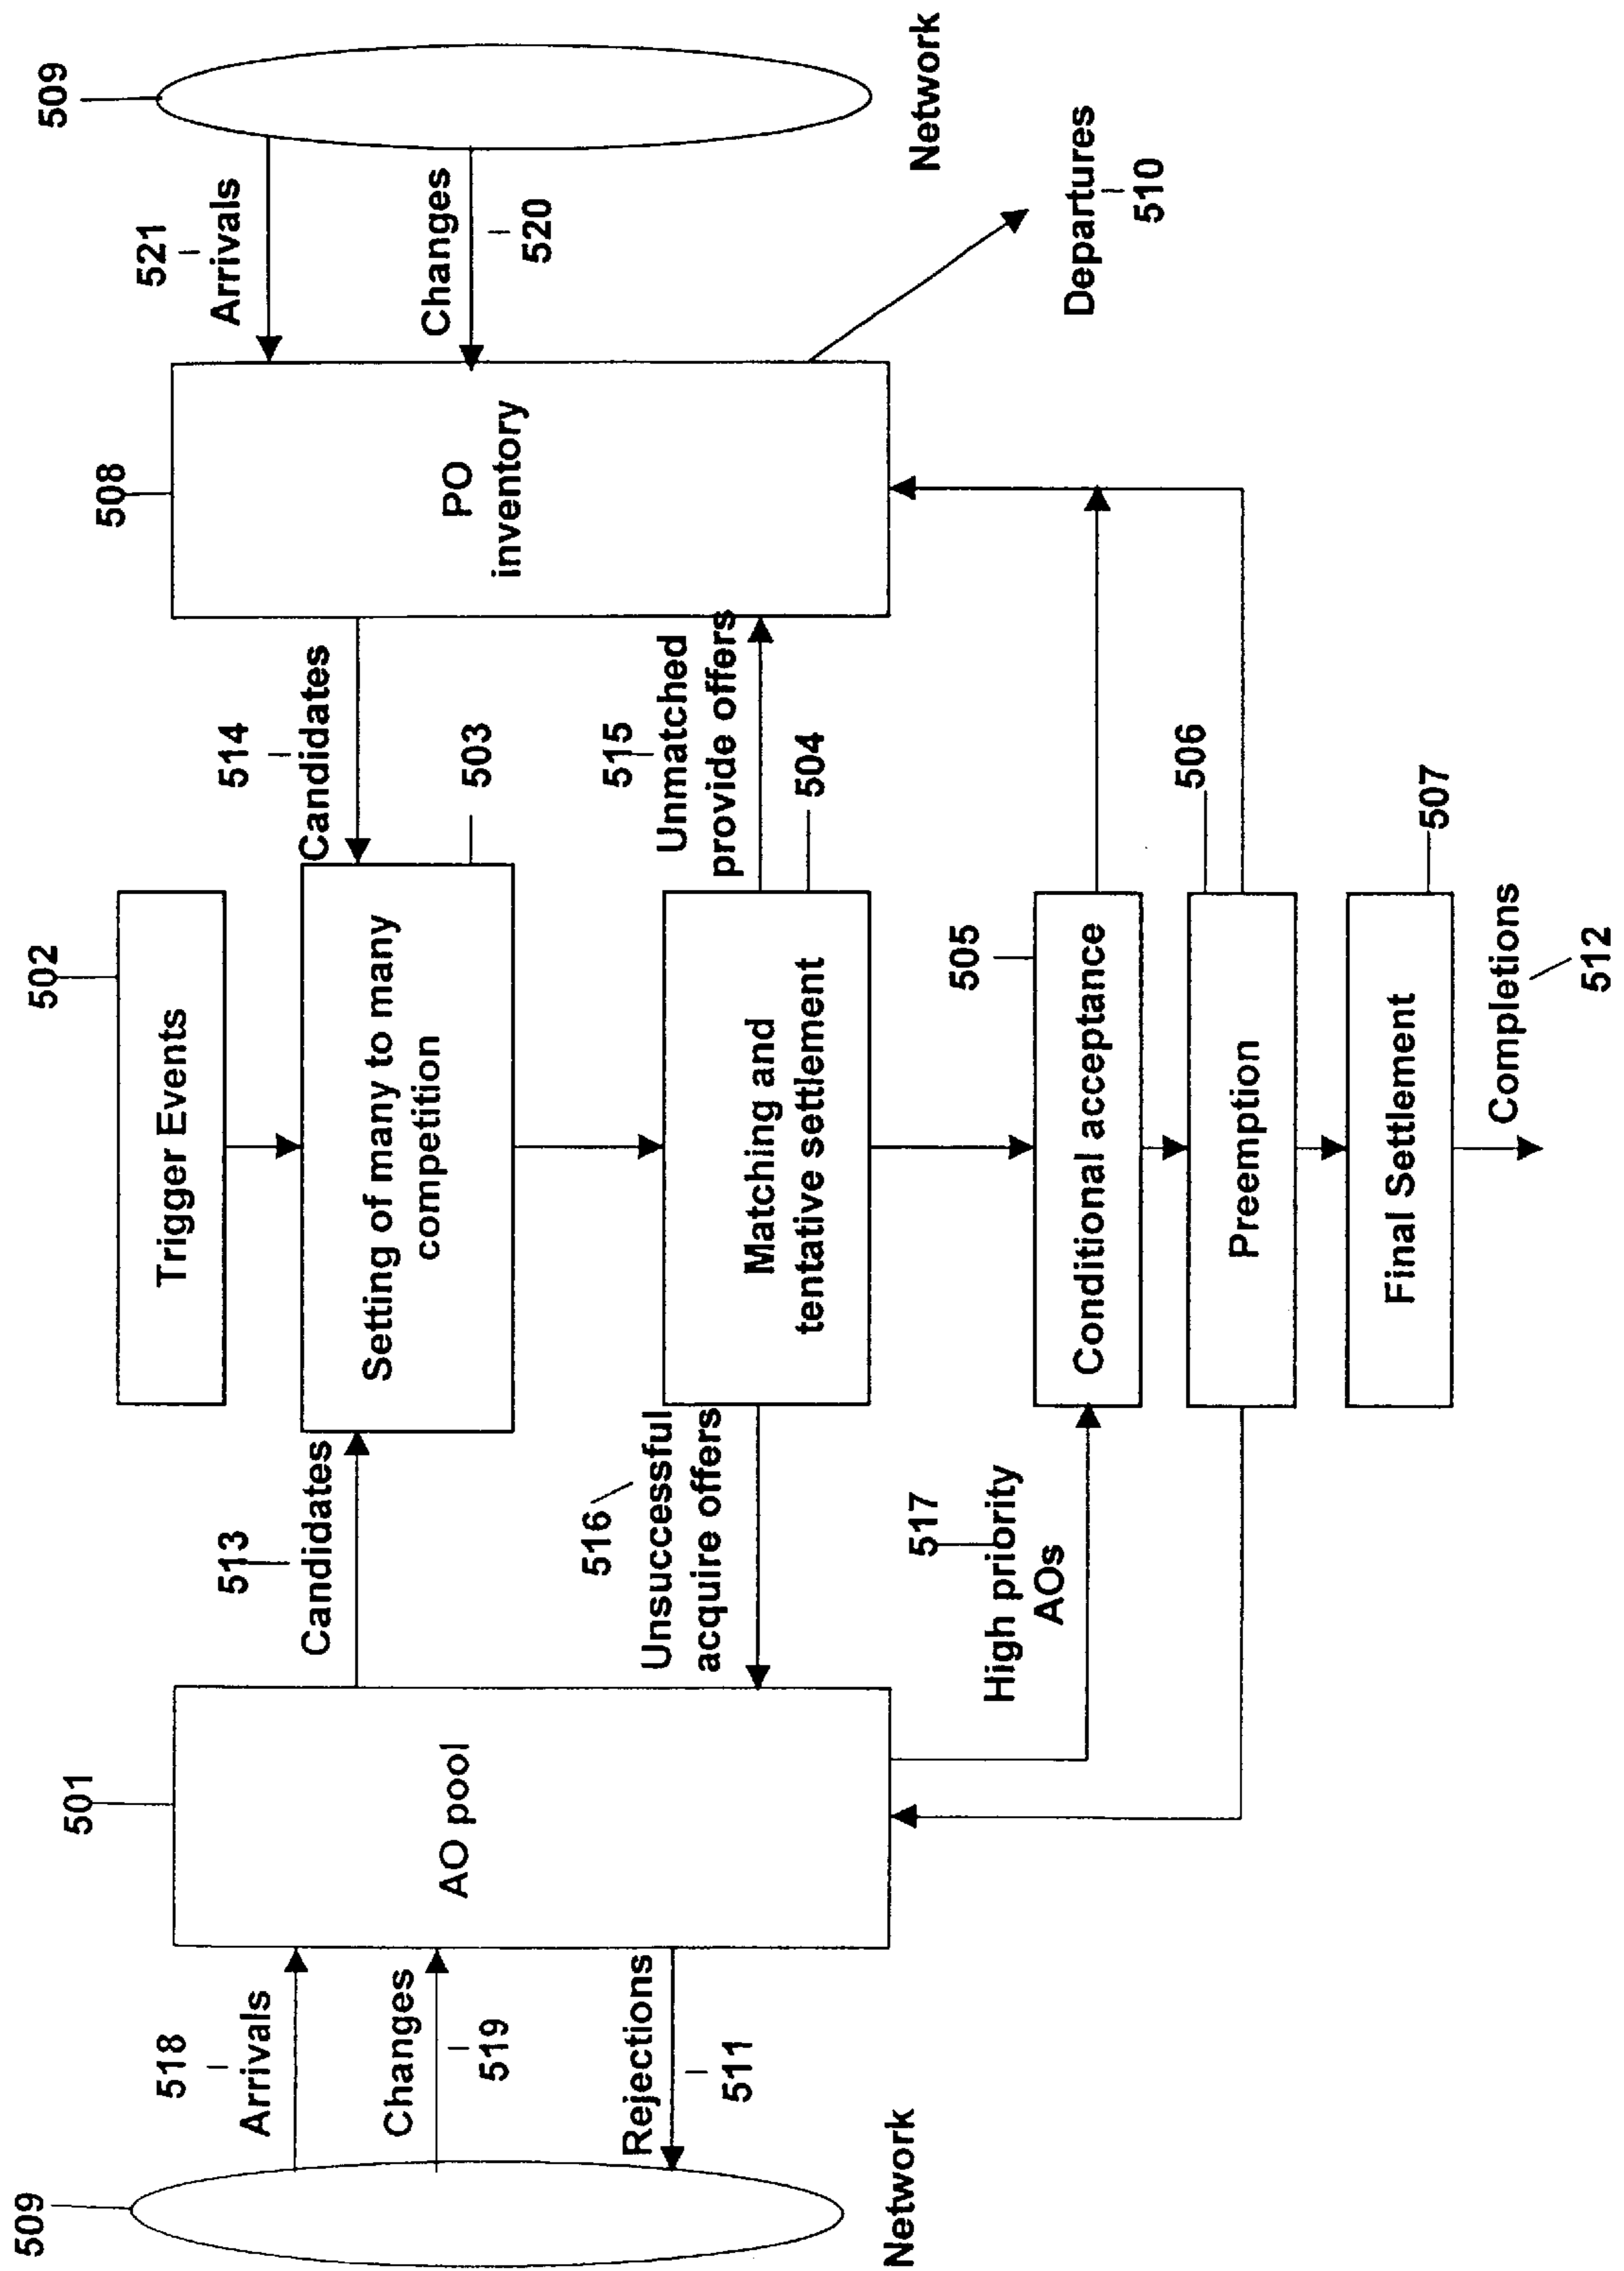 502
Trigger Events
509
518
Arrivals
Changes
519
Rejections
511
Network
501
AO pool
513
Candidates
516
Unsuccessful
acquire offers
517
High priority
AOs
Setting of many to many
competition
503
Matching and
tentative settlement
504
505
Conditional acceptance
506
Preemption
507
Final Settlement
Completions
512
514
Candidates
515
Unmatched
provide offers
508
PO
inventory
521
Arrivals
Changes
520
509
Network
Departures
510